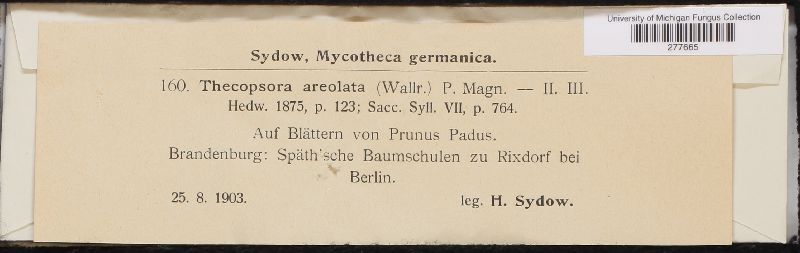 University of Michigan Fungus Collection
277665
Sydow, Mycotheca germanica.
160. Thecopsora areolata (Wallr.) P. Magn. — II. III.
Hedw. 1875, p. 123; Sacc. Syll. VII, p. 764.
Auf Blättern von Prunus Padus.
Brandenburg: Späth'sche Baumschulen zu Rixdorf bei
Berlin.
25. 8. 1903. leg. H. Sydow.